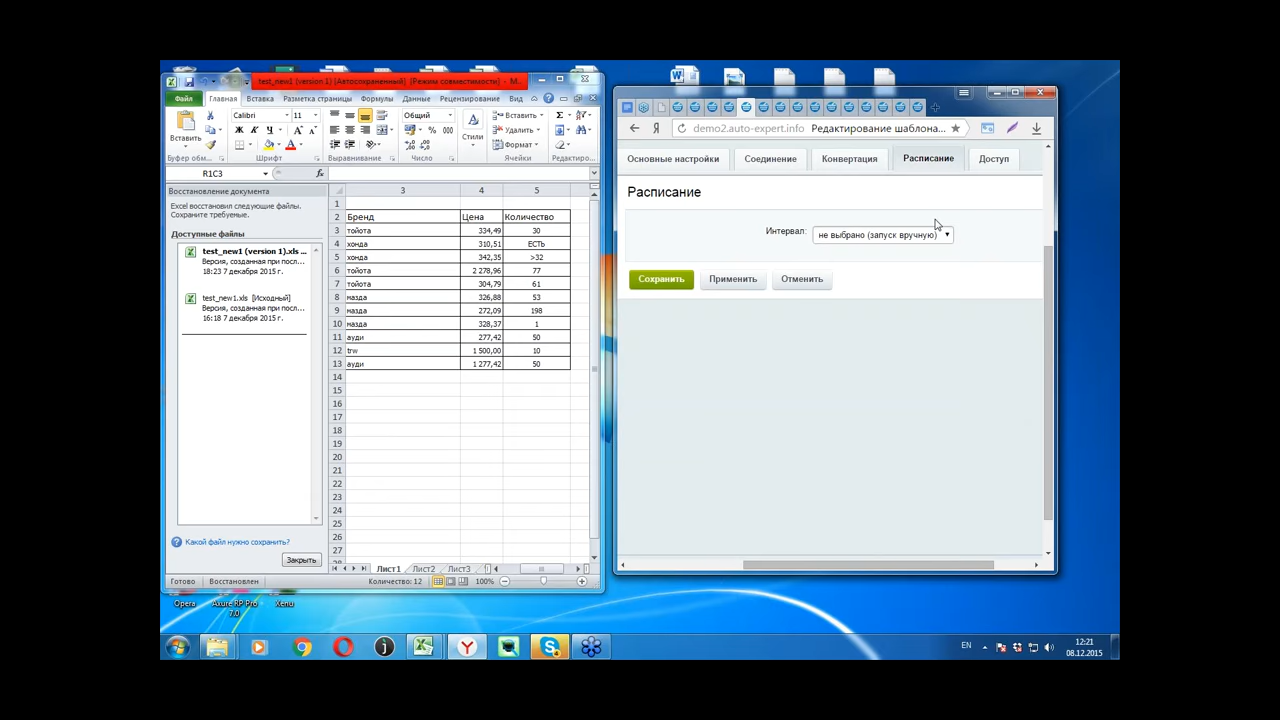 test_new1 (version 1) [Автосохраненный] [Режим совместимости] - M...
Файл Главная Вставка Разметка страницы Формулы Данные Рецензирование Вид
Вставить
Calibri 11
Ж К Ч
Общий
Стили
Вставить
Удалить
Формат
Буфер об... Шрифт Выравнивание Число Ячейки Редактиро...
R1C3 fx
Восстановление документа
Excel восстановил следующие файлы.
Сохраните требуемые.
Доступные файлы
test_new1 (version 1).xls ...
Версия, созданная при посл...
18:23 7 декабря 2015 г.
test_new1.xls [Исходный]
Версия, созданная при посл...
16:18 7 декабря 2015 г.
Какой файл нужно сохранить?
Закрыть
3 4 5
1
2 Бренд Цена Количество
3 тойота 334,49 30
4 хонда 310,51 ЕСТЬ
5 хонда 342,35 >32
6 тойота 2 278,96 77
7 тойота 304,79 61
8 мазда 326,88 53
9 мазда 272,09 198
10 мазда 328,37 1
11 ауди 277,42 50
12 trw 1 500,00 10
13 ауди 1 277,42 50
14
15
16
17
18
19
20
21
22
23
24
25
26
27
28
Лист1 Лист2 Лист3
Готово Восстановлен Количество: 12 100%
demo2.auto-expert.info Редактирование шаблона...
Основные настройки Соединение Конвертация Расписание Доступ
Расписание
Интервал: не выбрано (запуск вручную)
Сохранить Применить Отменить
Opera Axure RP Pro 7.0 Xenu
EN
12:21
08.12.2015